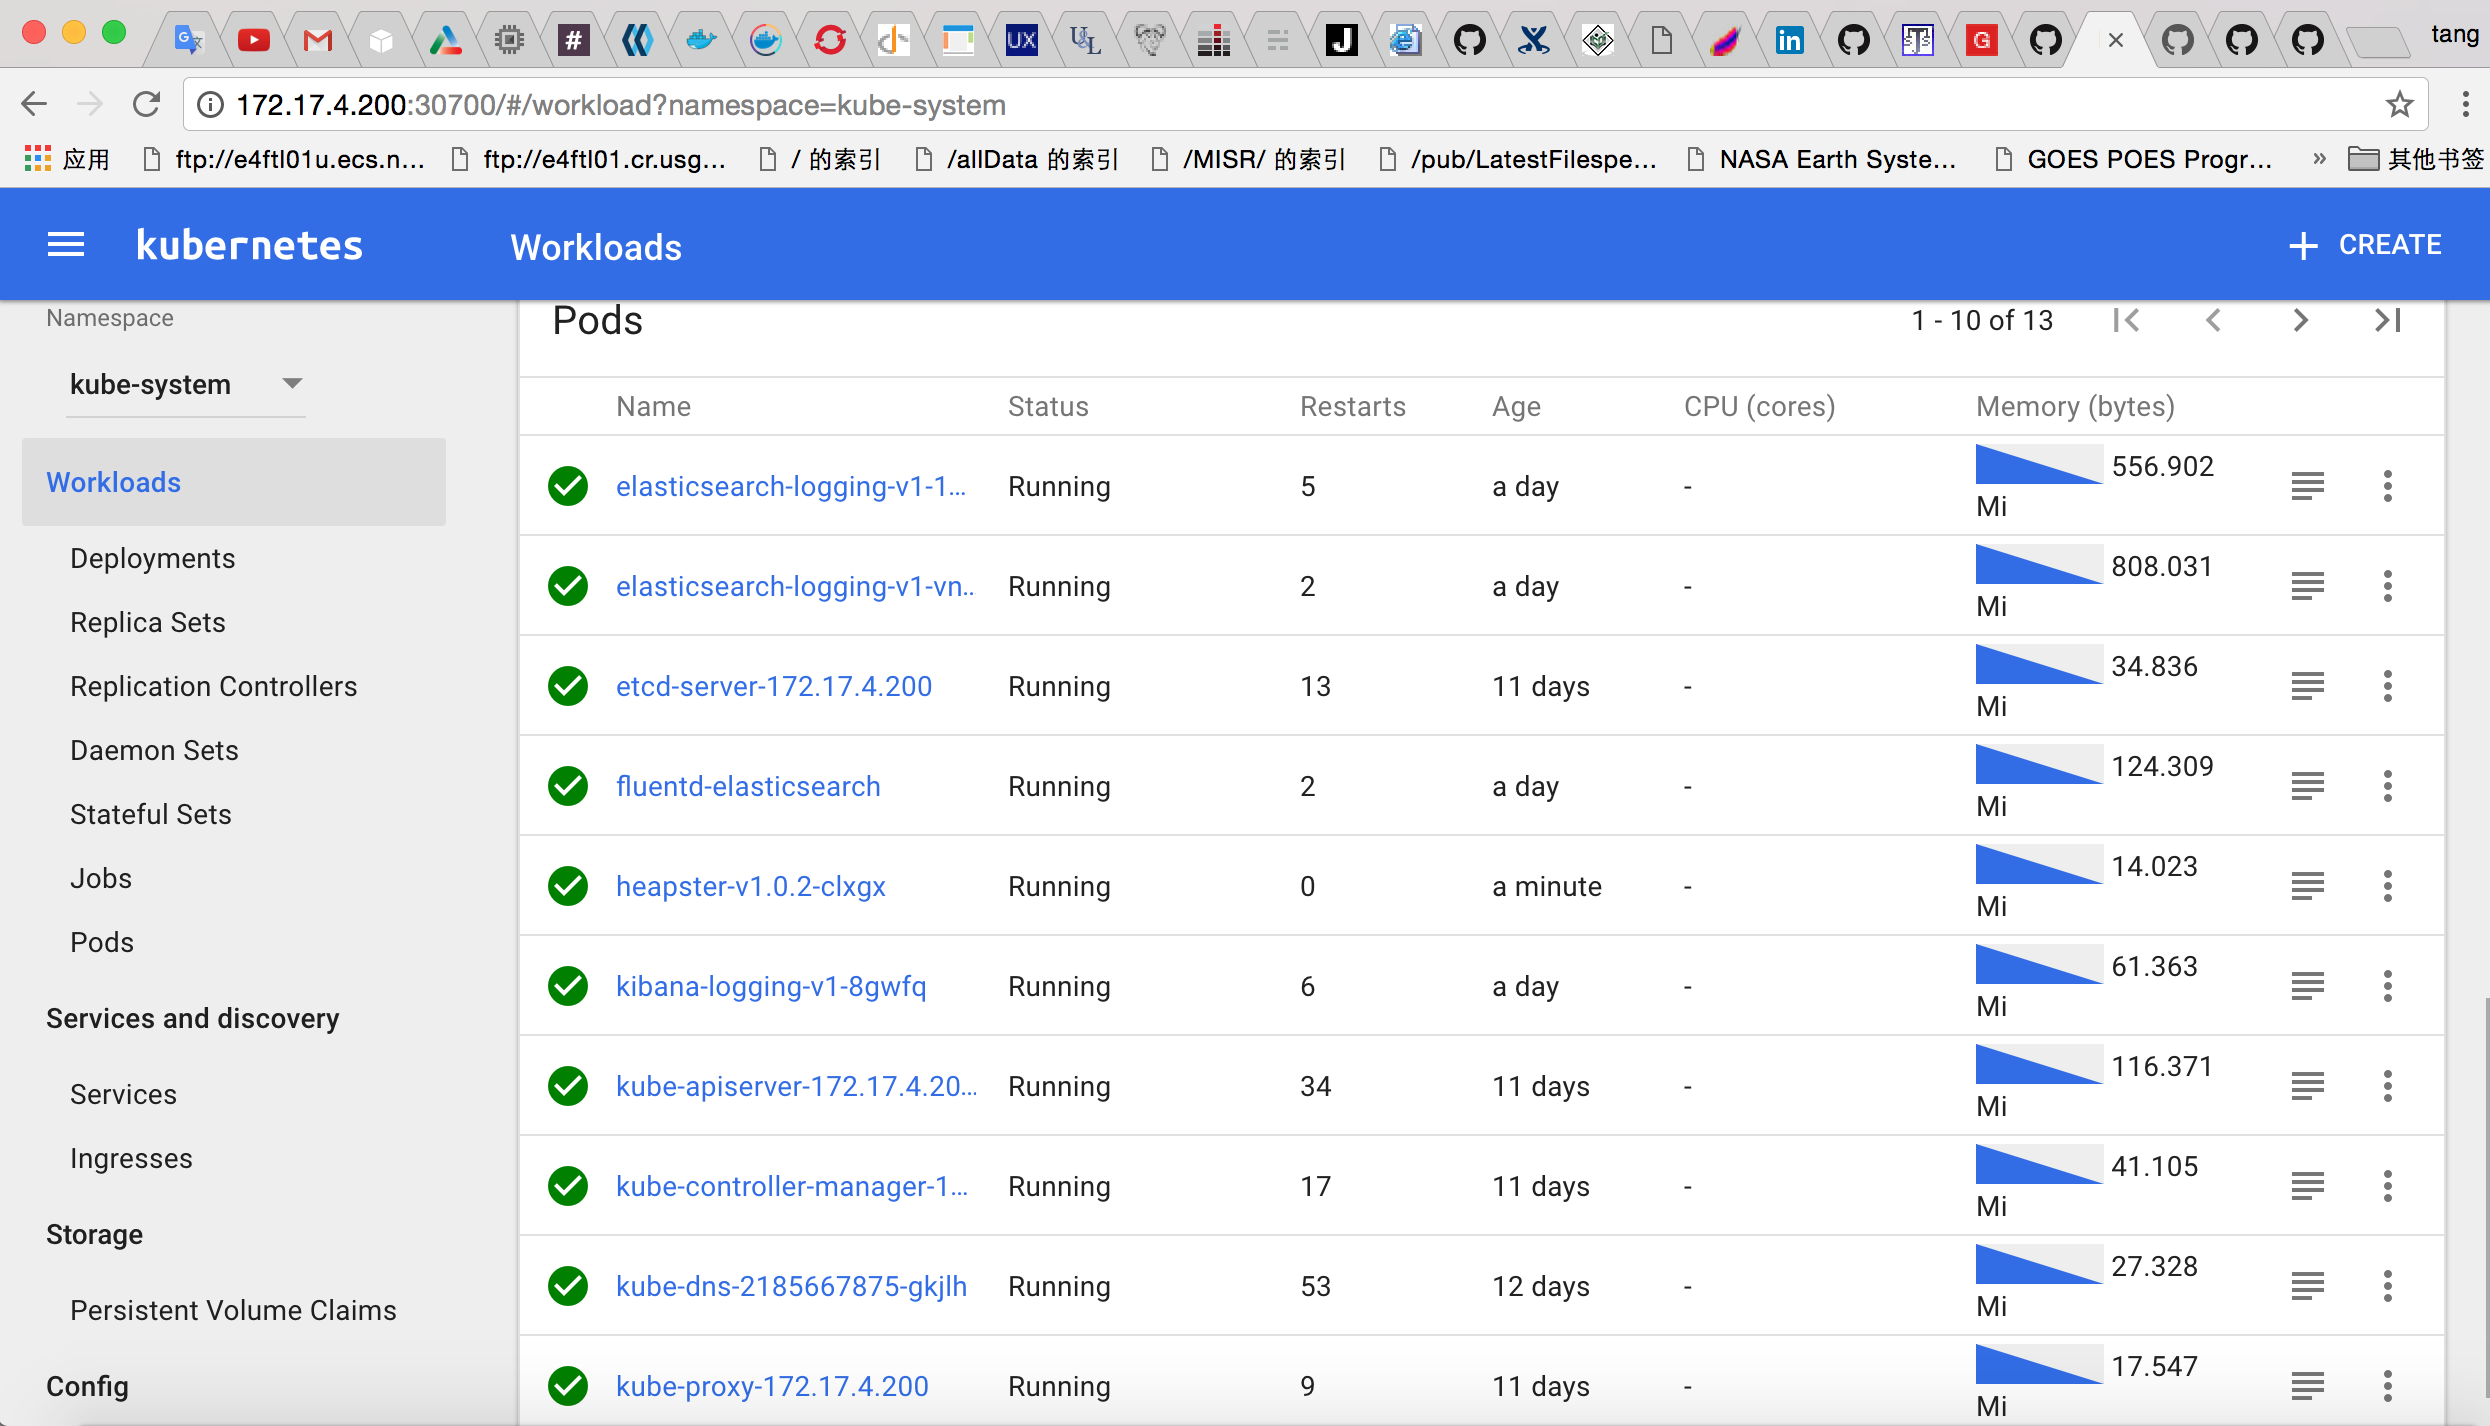 tang
172.17.4.200:30700/#/workload?namespace=kube-system
应用 ftp://e4ftl01u.ecs.n... ftp://e4ftl01.cr.usg... / 的索引 /allData 的索引 /MISR/ 的索引 /pub/LatestFilespe... NASA Earth Syste... GOES POES Progr... » 其他书签
kubernetes Workloads + CREATE
Namespace
kube-system
Workloads
Deployments
Replica Sets
Replication Controllers
Daemon Sets
Stateful Sets
Jobs
Pods
Services and discovery
Services
Ingresses
Storage
Persistent Volume Claims
Config
Pods 1 - 10 of 13
Name Status Restarts Age CPU (cores) Memory (bytes)
elasticsearch-logging-v1-1... Running 5 a day - 556.902
Mi
elasticsearch-logging-v1-vn.. Running 2 a day - 808.031
Mi
etcd-server-172.17.4.200 Running 13 11 days - 34.836
Mi
fluentd-elasticsearch Running 2 a day - 124.309
Mi
heapster-v1.0.2-clxgx Running 0 a minute - 14.023
Mi
kibana-logging-v1-8gwfq Running 6 a day - 61.363
Mi
kube-apiserver-172.17.4.20... Running 34 11 days - 116.371
Mi
kube-controller-manager-1... Running 17 11 days - 41.105
Mi
kube-dns-2185667875-gkjlh Running 53 12 days - 27.328
Mi
kube-proxy-172.17.4.200 Running 9 11 days - 17.547
Mi